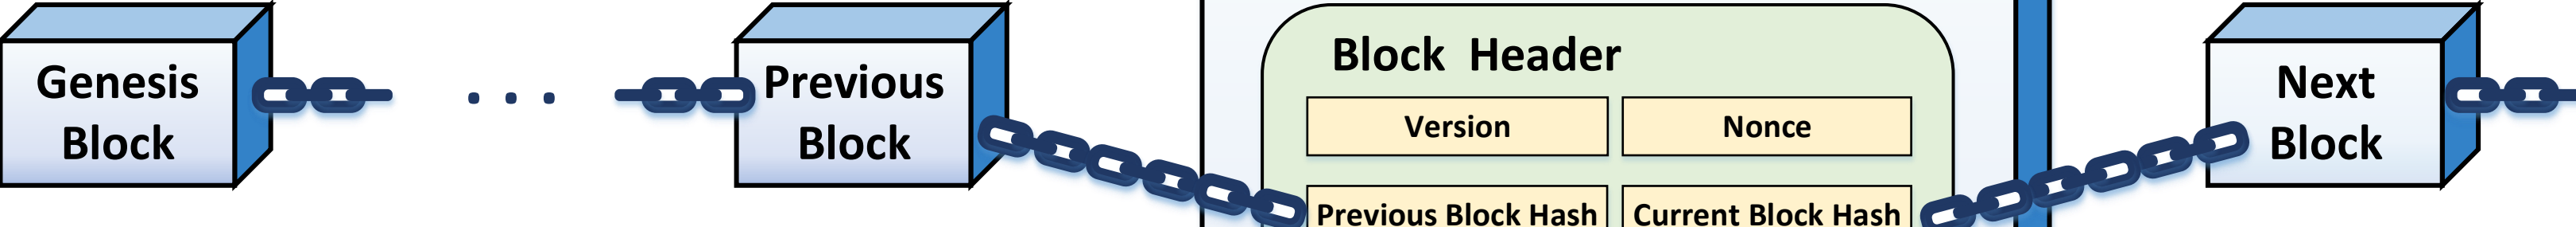 Genesis
Block
. . .
Previous
Block
Block Header
Version
Nonce
Previous Block Hash
Current Block Hash
Next
Block